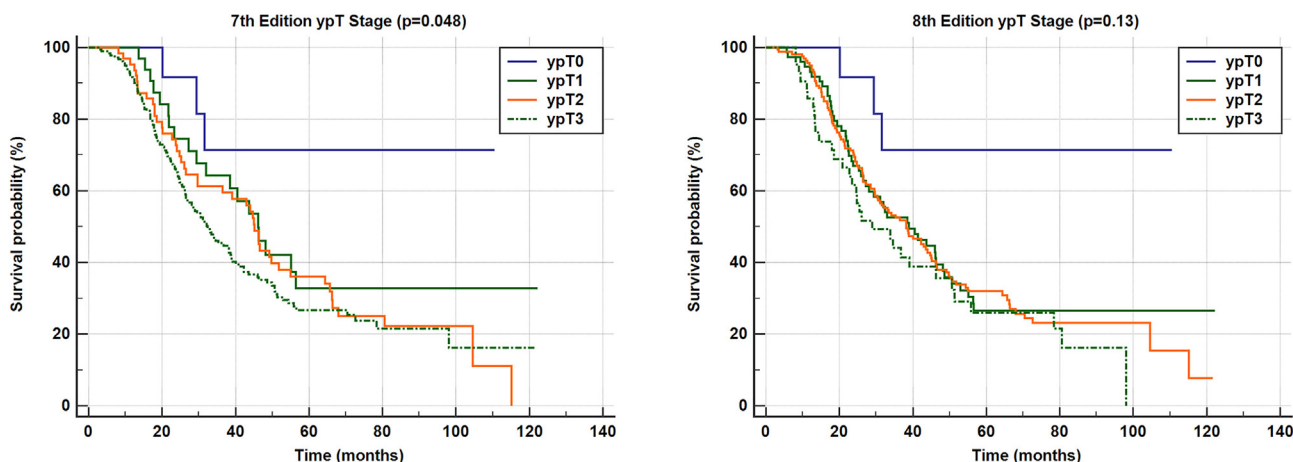 7th Edition ypT Stage (p=0.048)
Survival probability (%)
100
80
60
40
20
0
0 20 40 60 80 100 120 140
Time (months)
ypT0
ypT1
ypT2
ypT3
8th Edition ypT Stage (p=0.13)
Survival probability (%)
100
80
60
40
20
0
0 20 40 60 80 100 120 140
Time (months)
ypT0
ypT1
ypT2
ypT3